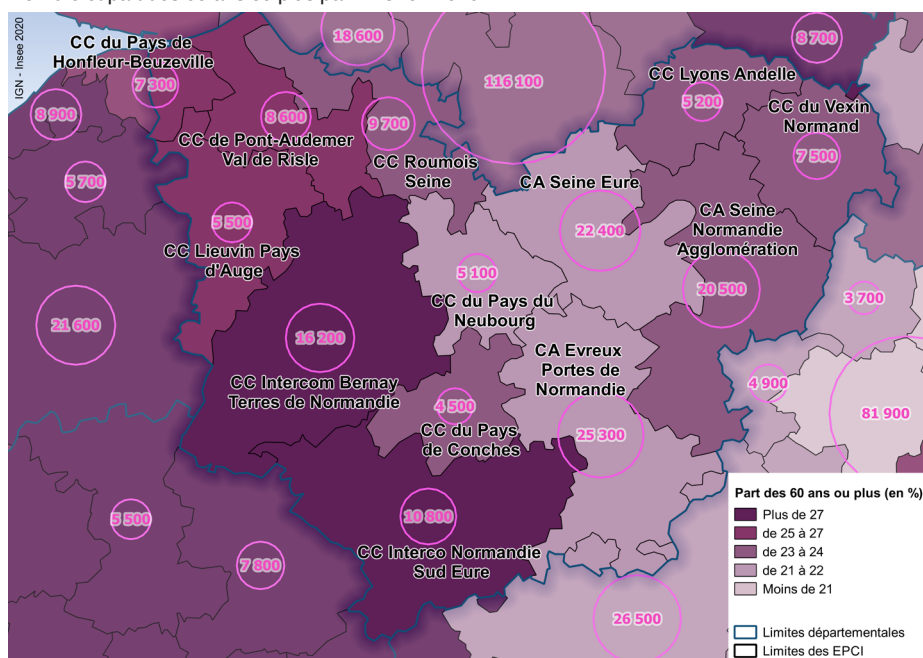 IGN - Insee 2020
CC du Pays de
Honfleur-Beuzeville
7 300
8 900
5 700
8 600
CC de Pont-Audemer
Val de Risle
18 600
9 700
CC Roumois
Seine
116 100
CC Lyons Andelle
5 200
8 700
CC du Vexin
Normand
7 500
CA Seine Eure
22 400
CA Seine
Normandie
Agglomération
20 500
5 500
CC Lieuvin Pays
d'Auge
5 100
CC du Pays du
Neubourg
21 600
16 200
CC Intercom Bernay
Terres de Normandie
CA Evreux
Portes de
Normandie
25 300
3 700
4 900
81 900
4 500
CC du Pays
de Conches
5 500
7 800
10 800
CC Interco Normandie
Sud Eure
26 500
Part des 60 ans ou plus (en %)
Plus de 27
de 25 à 27
de 23 à 24
de 21 à 22
Moins de 21
Limites départementales
Limites des EPCI